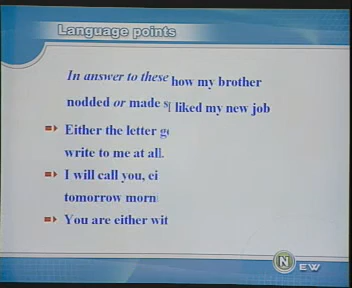 Language points
In answer to these how my brother
nodded or made s liked my new job
Either the letter g
write to me at all.
I will call you, ei
tomorrow morn
You are either wit
N EW